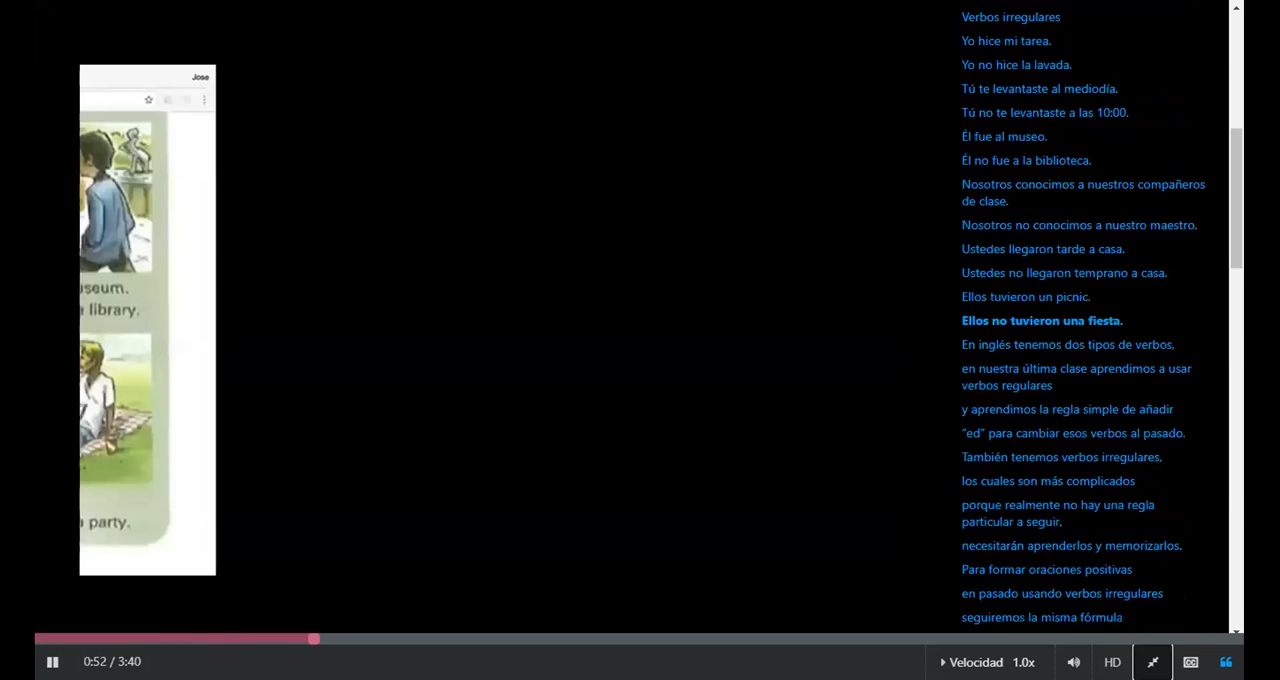 Jose
useum.
library.
party.
Verbos irregulares
Yo hice mi tarea.
Yo no hice la lavada.
Tú te levantaste al mediodía.
Tú no te levantaste a las 10:00.
Él fue al museo.
Él no fue a la biblioteca.
Nosotros conocimos a nuestros compañeros
de clase.
Nosotros no conocimos a nuestro maestro.
Ustedes llegaron tarde a casa.
Ustedes no llegaron temprano a casa.
Ellos tuvieron un picnic.
Ellos no tuvieron una fiesta.
En inglés tenemos dos tipos de verbos,
en nuestra última clase aprendimos a usar
verbos regulares
y aprendimos la regla simple de añadir
“ed” para cambiar esos verbos al pasado.
También tenemos verbos irregulares,
los cuales son más complicados
porque realmente no hay una regla
particular a seguir,
necesitarán aprenderlos y memorizarlos.
Para formar oraciones positivas
en pasado usando verbos irregulares
seguiremos la misma fórmula
0:52 / 3:40
Velocidad 1.0x
HD
CC